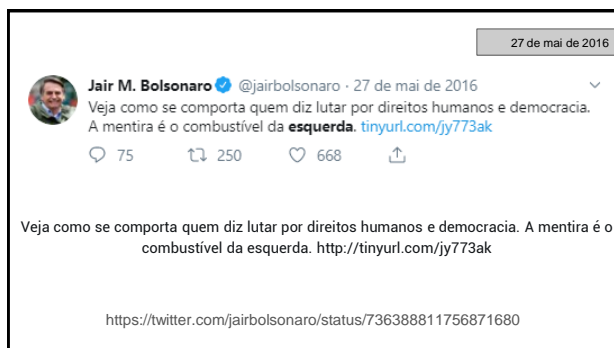 27 de mai de 2016
Jair M. Bolsonaro @jairbolsonaro · 27 de mai de 2016
Veja como se comporta quem diz lutar por direitos humanos e democracia.
A mentira é o combustível da esquerda. tinyurl.com/jy773ak
75 250 668
Veja como se comporta quem diz lutar por direitos humanos e democracia. A mentira é o
combustível da esquerda. http://tinyurl.com/jy773ak
https://twitter.com/jairbolsonaro/status/736388811756871680